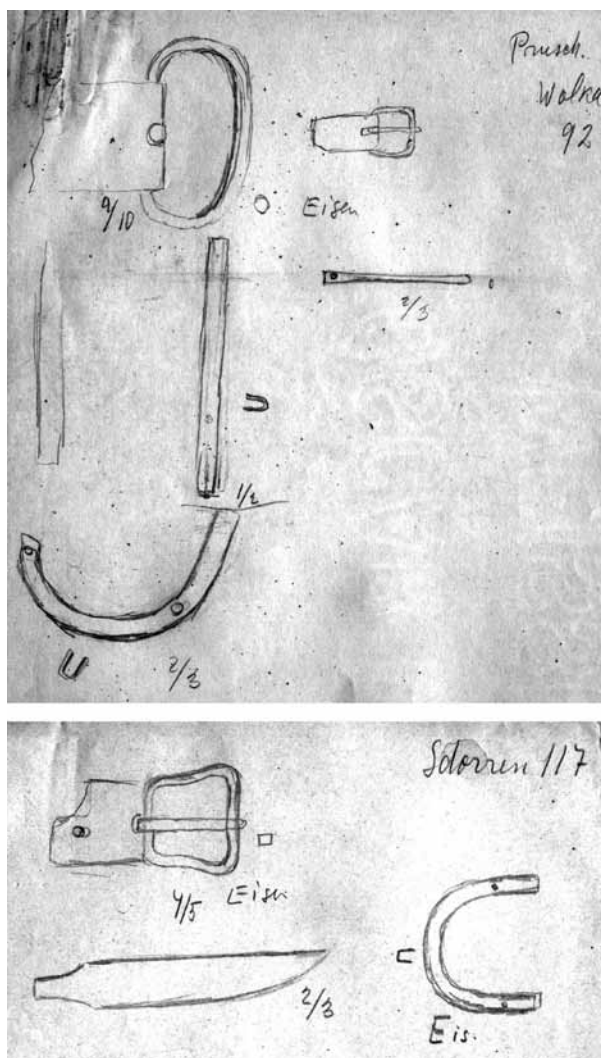 Prusch.
Wolka
92
9/10
Eisen
2/3
1/2
2/3
Sdorren 117
4/5 Eisen
2/3
Eis.